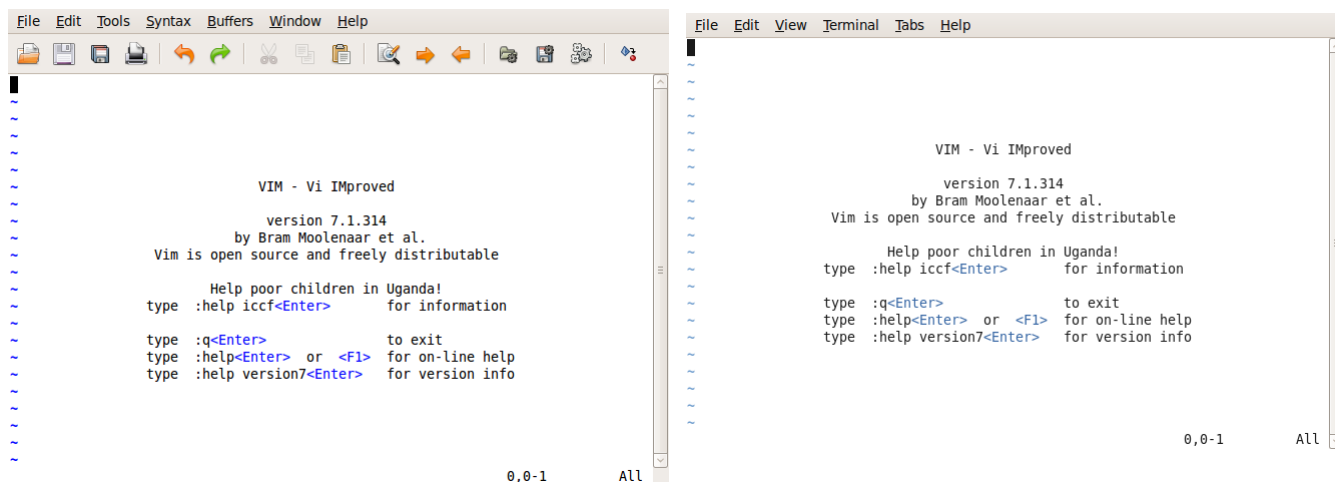 File Edit Tools Syntax Buffers Window Help
~
~
~
~
~
~
VIM - Vi IMproved
~
~
version 7.1.314
~
by Bram Moolenaar et al.
~
Vim is open source and freely distributable
~
~
Help poor children in Uganda!
~
type :help iccf<Enter> for information
~
~
type :q<Enter> to exit
~
type :help<Enter> or <F1> for on-line help
~
type :help version7<Enter> for version info
~
~
~
~
~
0,0-1 All
File Edit View Terminal Tabs Help
~
~
~
~
~
~
VIM - Vi IMproved
~
~
version 7.1.314
~
by Bram Moolenaar et al.
~
Vim is open source and freely distributable
~
~
Help poor children in Uganda!
~
type :help iccf<Enter> for information
~
~
type :q<Enter> to exit
~
type :help<Enter> or <F1> for on-line help
~
type :help version7<Enter> for version info
~
~
~
~
~
0,0-1 All